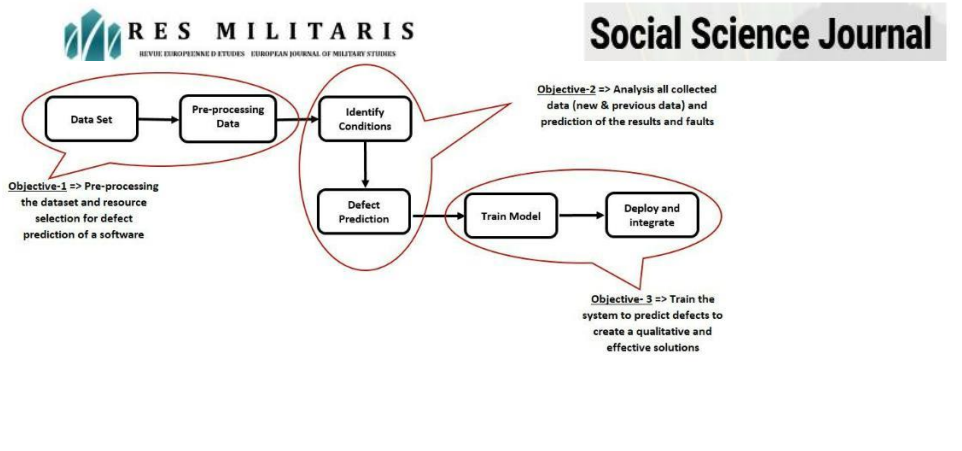 RES MILITARIS
REVUE EUROPEENNE D ETUDES EUROPEAN JOURNAL OF MILITARY STUDIES
Social Science Journal
Data Set
Pre-processing
Data
Identify
Conditions
Objective-2 => Analysis all collected
data (new & previous data) and
prediction of the results and faults
Objective-1 => Pre-processing
the dataset and resource
selection for defect
prediction of a software
Defect
Prediction
Train Model
Deploy and
integrate
Objective- 3 => Train the
system to predict defects to
create a qualitative and
effective solutions